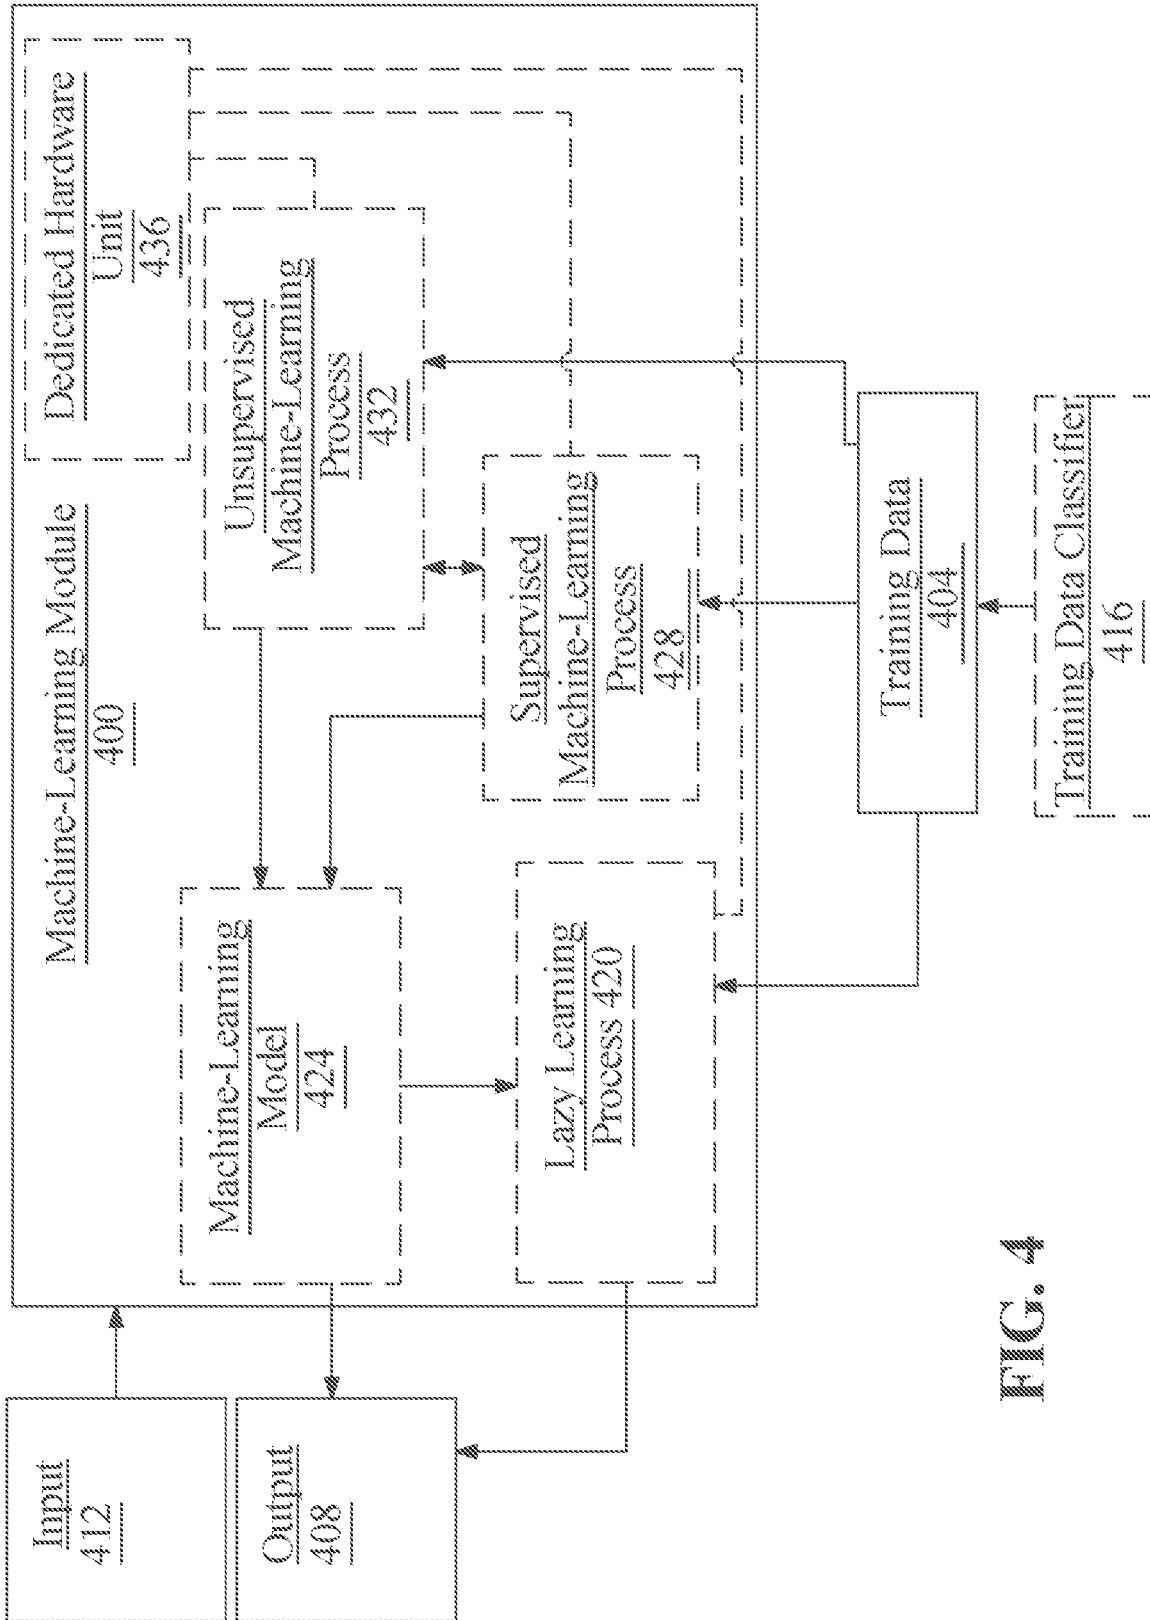 Input
412
Output
408
Machine-Learning Module
400
Dedicated Hardware
Unit
436
Machine-Learning
Model
424
Unsupervised
Machine-Learning
Process
432
Lazy Learning
Process 420
Supervised
Machine-Learning
Process
428
Training Data
404
Training Data Classifier
416
FIG. 4